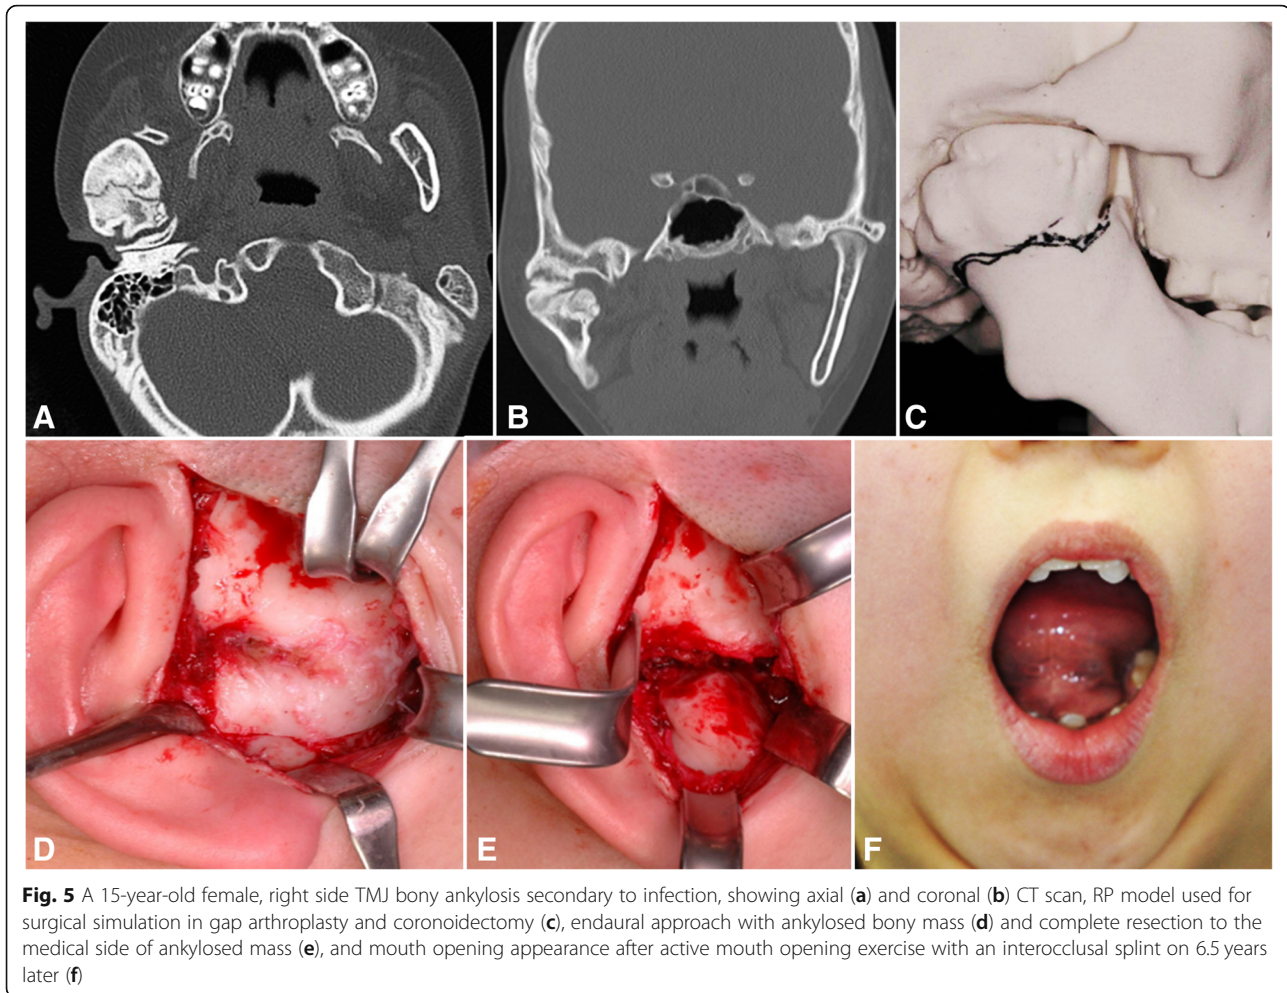 A
B
C
D
E
F
Fig. 5 A 15-year-old female, right side TMJ bony ankylosis secondary to infection, showing axial (a) and coronal (b) CT scan, RP model used for
surgical simulation in gap arthroplasty and coronoidectomy (c), endaural approach with ankylosed bony mass (d) and complete resection to the
medical side of ankylosed mass (e), and mouth opening appearance after active mouth opening exercise with an interocclusal splint on 6.5 years
later (f)